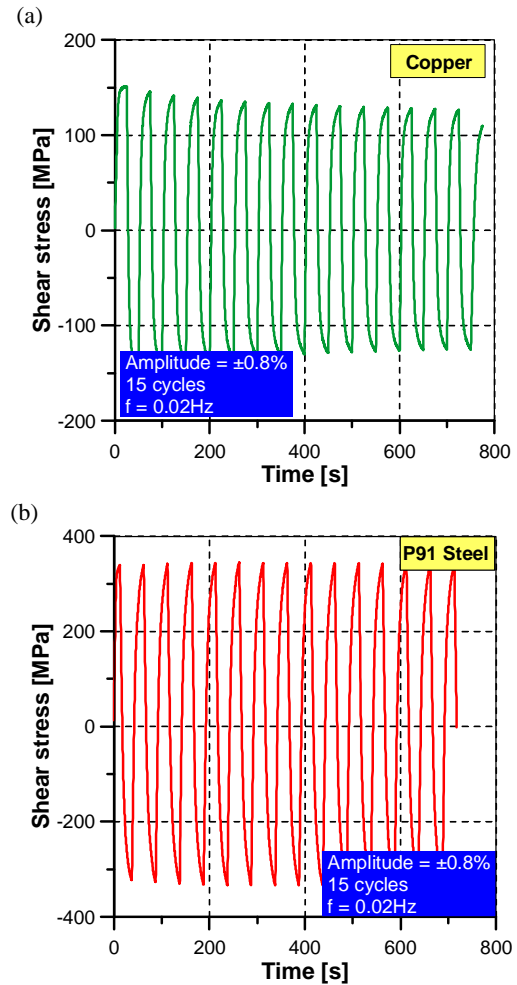 (a)
200
100
0
-100
-200
Shear stress [MPa]
Copper
Amplitude = ±0.8%
15 cycles
f = 0.02Hz
0 200 400 600 800
Time [s]
(b)
400
200
0
-200
-400
Shear stress [MPa]
P91 Steel
Amplitude = ±0.8%
15 cycles
f = 0.02Hz
0 200 400 600 800
Time [s]